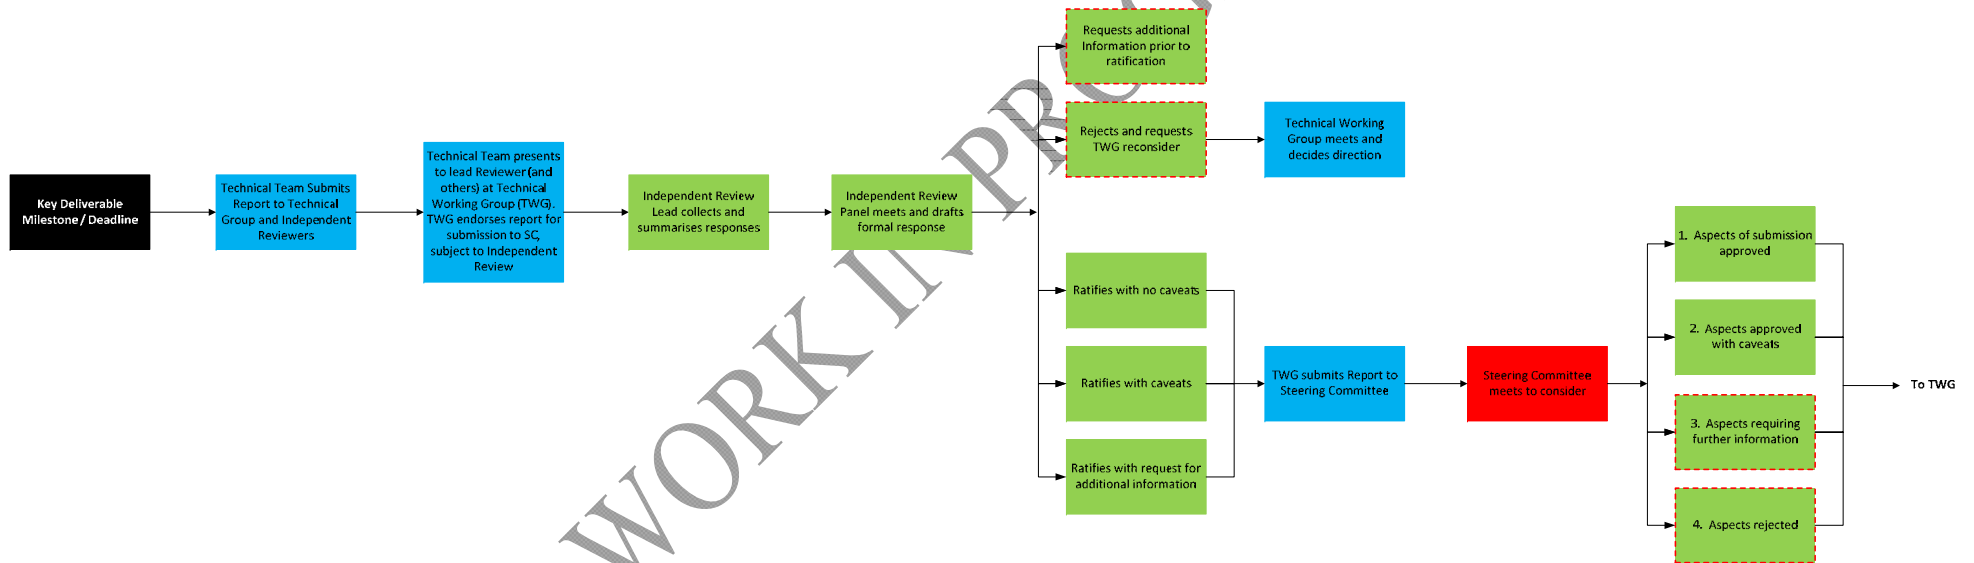 Key Deliverable
Milestone / Deadline
Technical Team Submits
Report to Technical
Group and Independent
Reviewers
Technical Team presents
to lead Reviewer (and
others) at Technical
Working Group (TWG).
TWG endorses report for
submission to SC,
subject to Independent
Review
Independent Review
Lead collects and
summarises responses
Independent Review
Panel meets and drafts
formal response
Requests additional
Information prior to
ratification
Rejects and requests
TWG reconsider
Technical Working
Group meets and
decides direction
Ratifies with no caveats
Ratifies with caveats
Ratifies with request for
additional information
TWG submits Report to
Steering Committee
Steering Committee
meets to consider
1. Aspects of submission
approved
2. Aspects approved
with caveats
3. Aspects requiring
further information
4. Aspects rejected
To TWG
WORK IN PRO